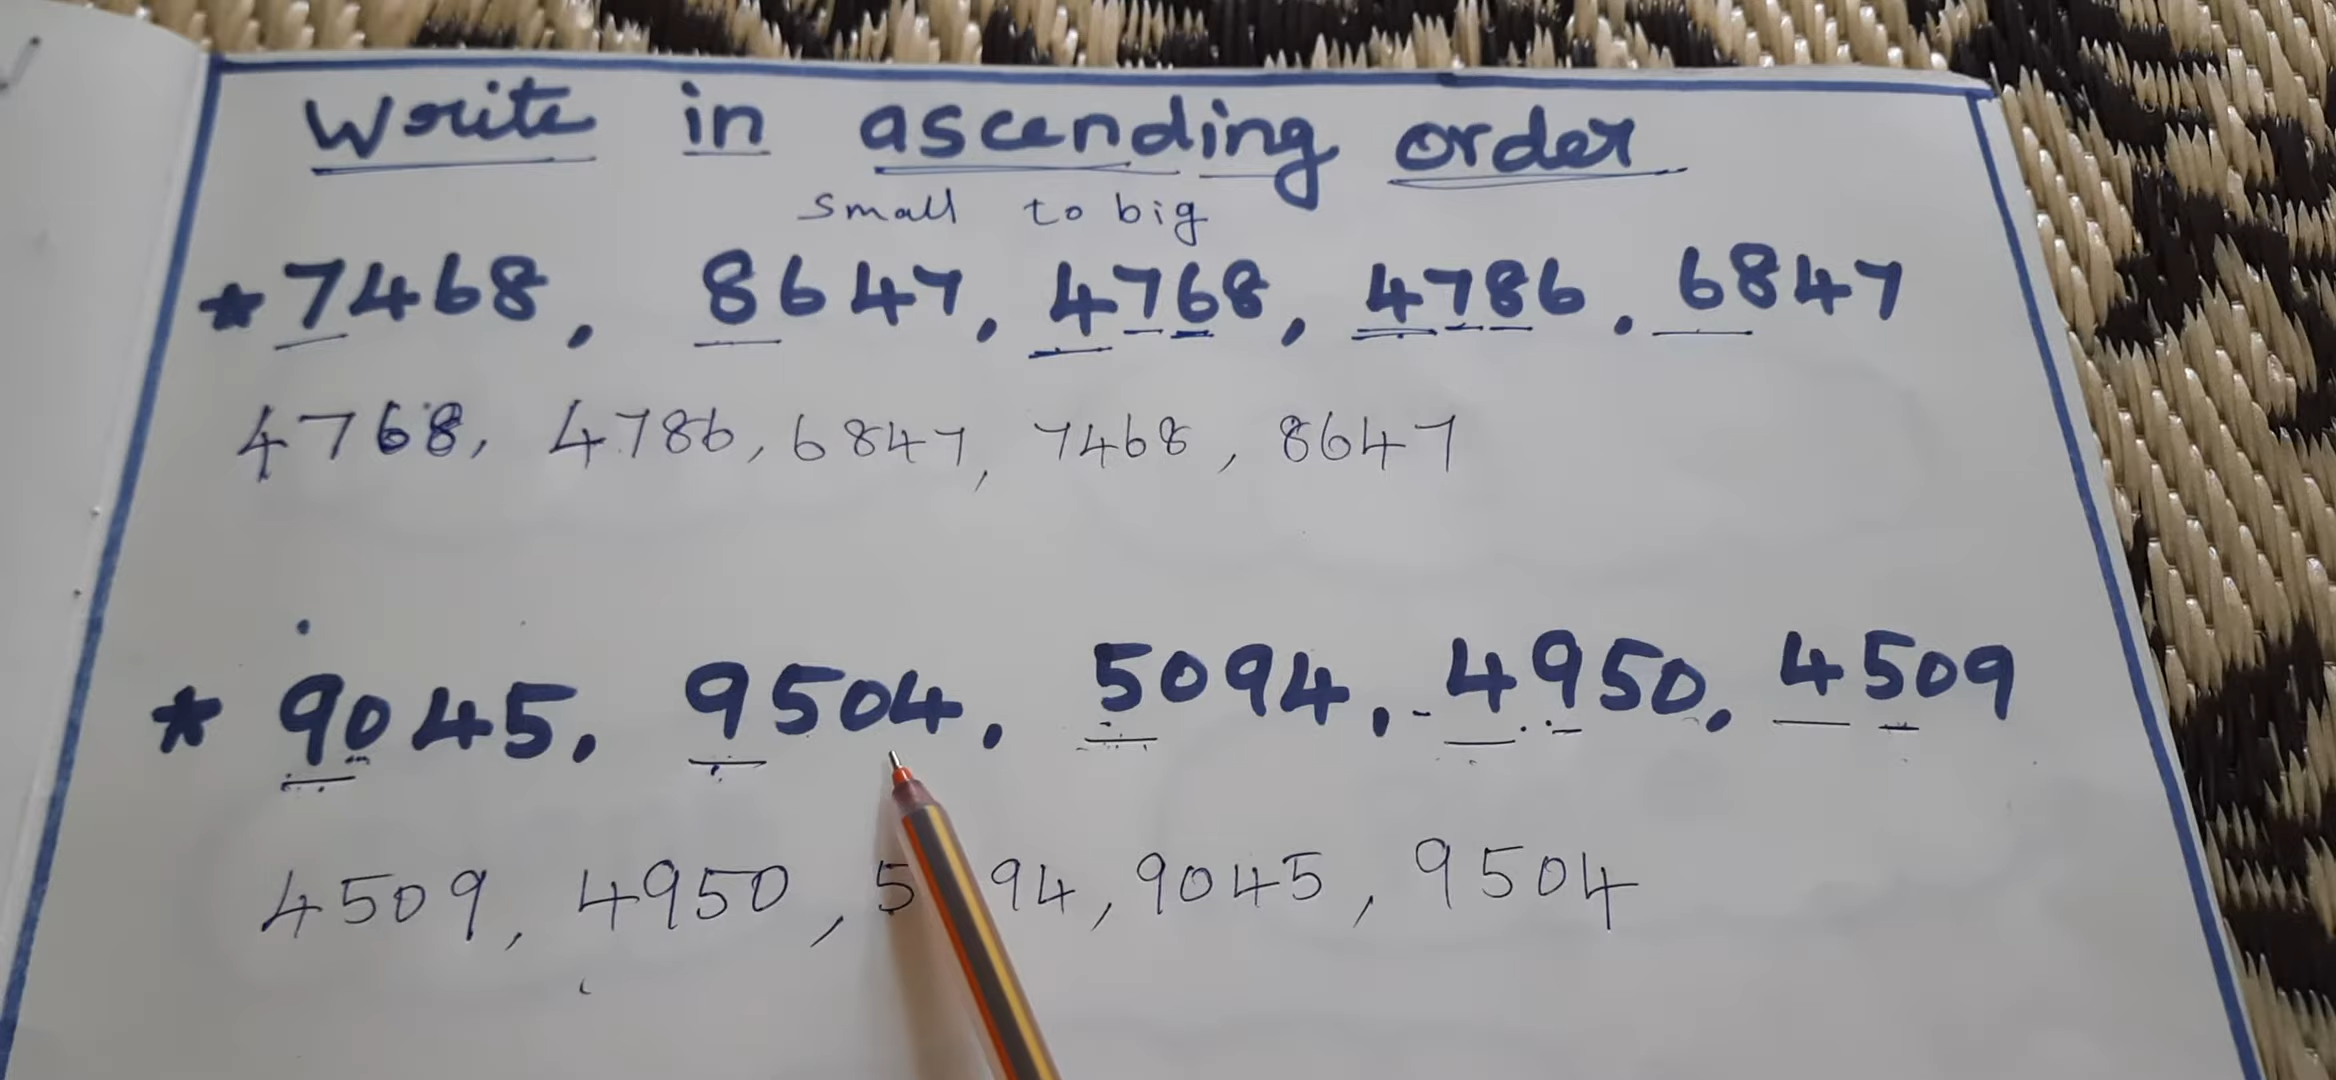 Write in ascending order
small to big
* 7468, 8647, 4768, 4786, 6847
4768, 4786, 6847, 7468, 8647
* 9045, 9504, 5094, 4950, 4509
4509, 4950, 5 94, 9045, 9504